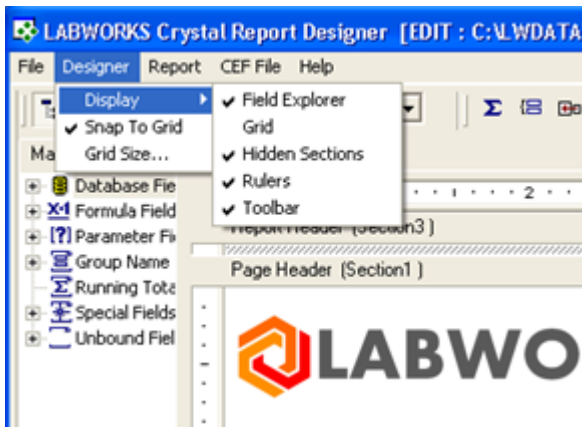 LABWORKS Crystal Report Designer [EDIT : C:\LWDATA
File Designer Report CEF File Help
Display
Snap To Grid
Grid Size...
Field Explorer
Grid
Hidden Sections
Rulers
Toolbar
Ma
Database Fie
Formula Field
Parameter Fi
Group Name
Running Tota
Special Fields
Unbound Fiel
2
Report Header (Section3 )
Page Header (Section1 )
LABWO